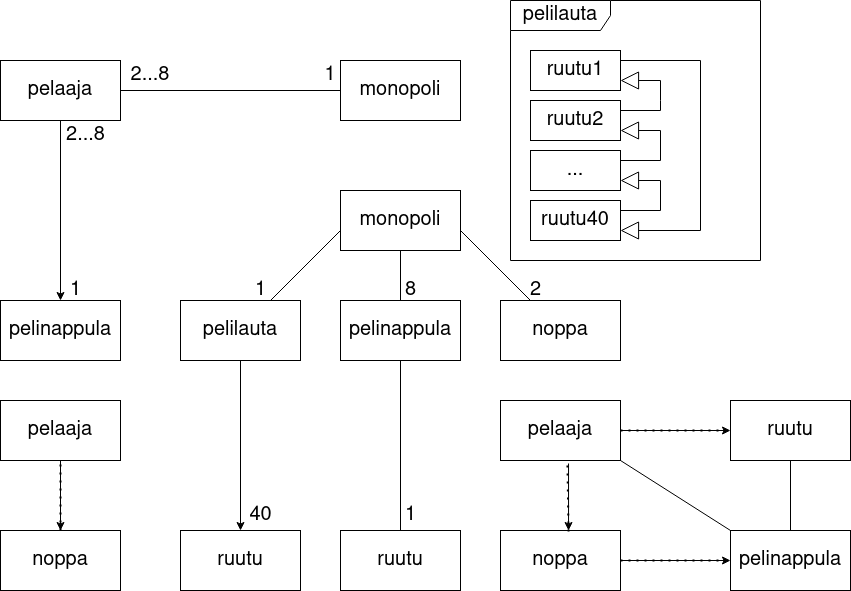 pelilauta
ruutu1
ruutu2
...
ruutu40
pelaaja
2...8
1
monopoli
2...8
1
pelinappula
monopoli
1
8
2
pelilauta
pelinappula
noppa
40
1
ruutu
ruutu
pelaaja
noppa
pelaaja
ruutu
noppa
pelinappula